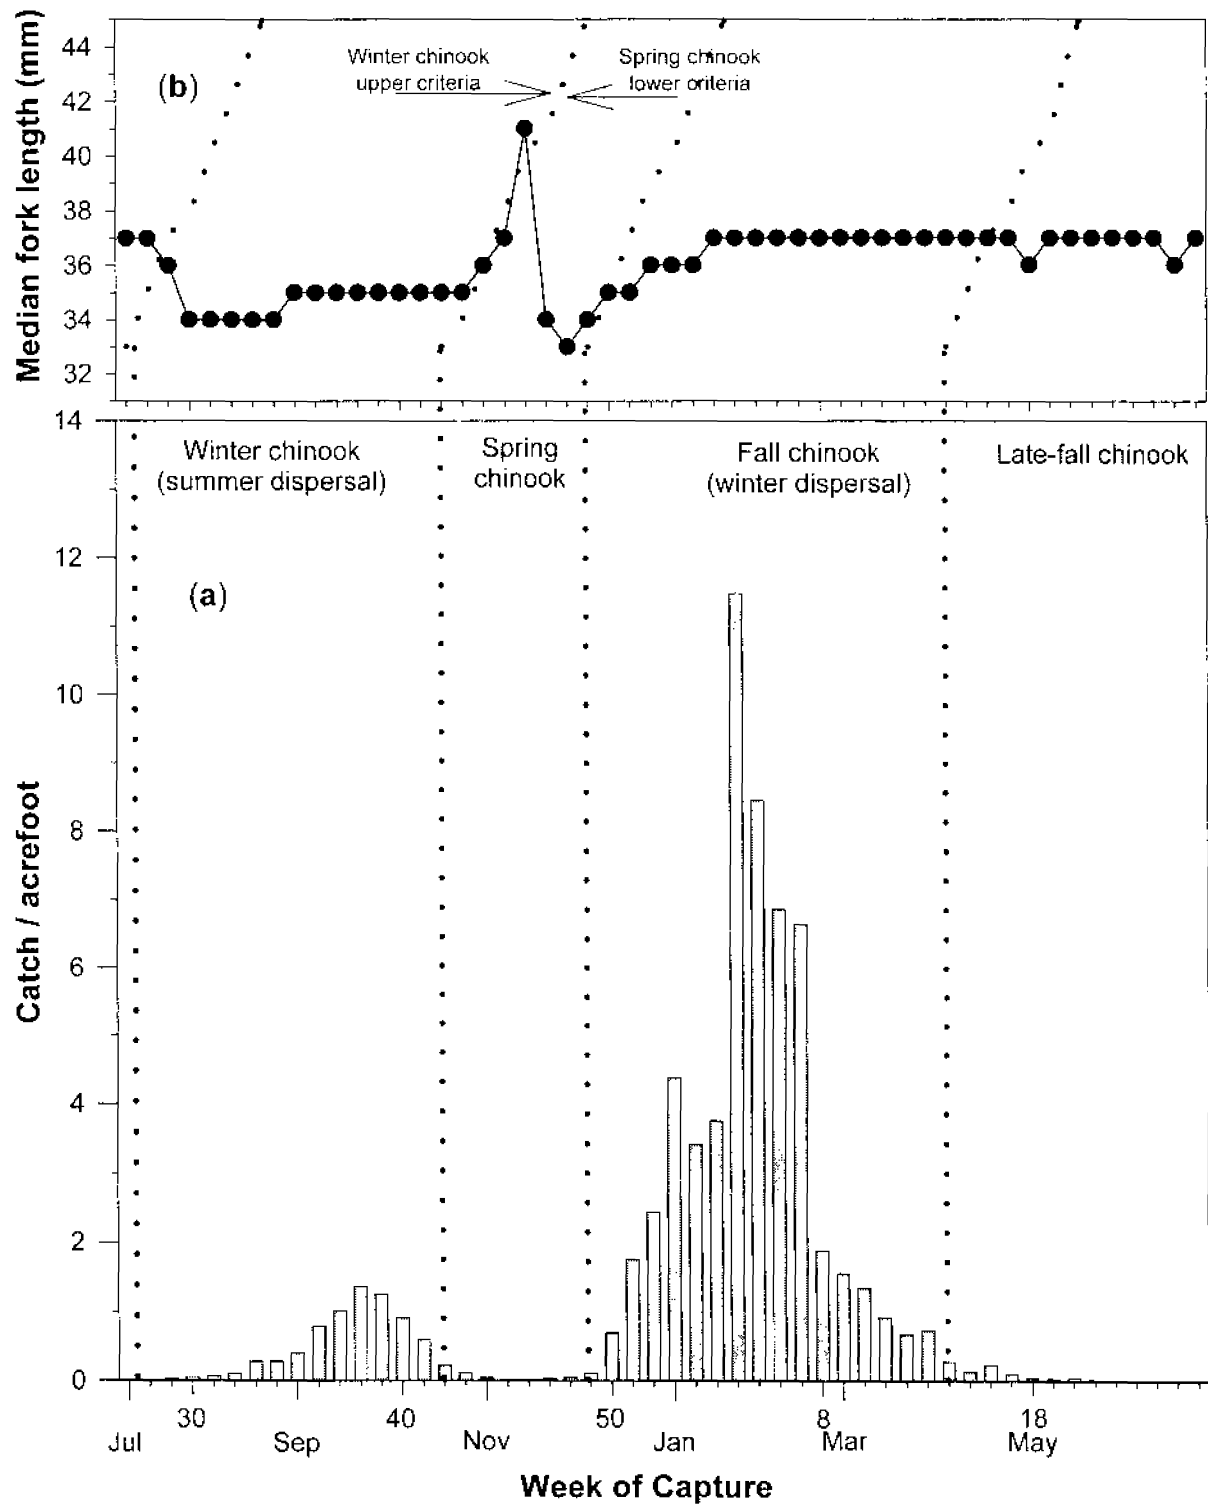 44
42
40
38
36
34
32
Median fork length (mm)
(b)
Winter chinook
upper criteria
Spring chinook
lower criteria
14
12
10
8
6
4
2
0
Catch / acrefoot
Winter chinook
(summer dispersal)
Spring
chinook
Fall chinook
(winter dispersal)
Late-fall chinook
(a)
30 40 50 8 18
Jul Sep Nov Jan Mar May
Week of Capture